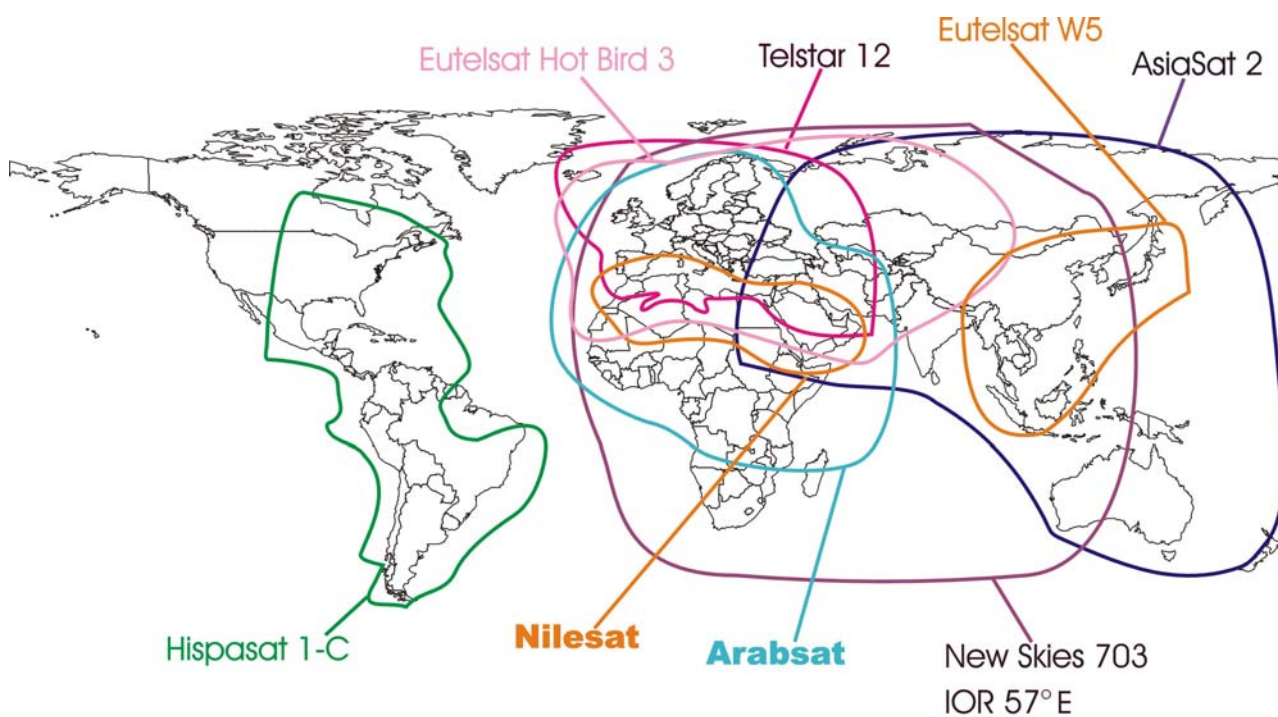 Eutelsat W5
Eutelsat Hot Bird 3
Telstar 12
AsiaSat 2
Hispasat 1-C
Nilesat
Arabsat
New Skies 703
IOR 57° E